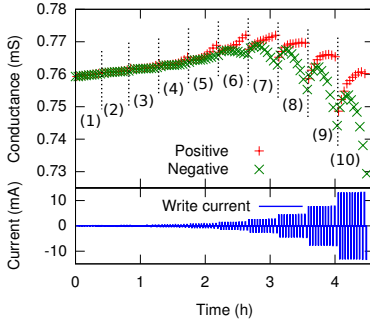 Conductance (mS)
0.78
0.77
0.76
0.75
0.74
0.73
(1)
(2)
(3)
(4)
(5)
(6)
(7)
(8)
(9)
(10)
Positive
Negative
Current (mA)
10
0
-10
Write current
0 1 2 3 4
Time (h)